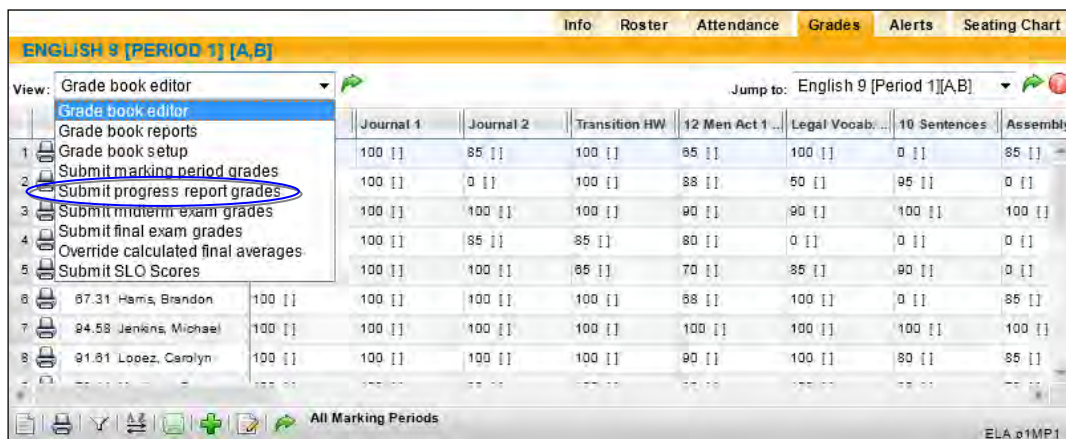 Info Roster Attendance Grades Alerts Seating Chart
ENGLISH 9 [PERIOD 1] [A,B]
View: Grade book editor Jump to: English 9 [Period 1][A,B]
Grade book editor
Grade book reports
Grade book setup
Submit marking period grades
Submit progress report grades
Submit midterm exam grades
Submit final exam grades
Override calculated final averages
Submit SLO Scores
Journal 1 Journal 2 Transition HW 12 Men Act 1 ... Legal Vocab. ... 10 Sentences Assembly
1 100 [] 85 [] 100 [] 65 [] 100 [] 0 [] 85 []
2 100 [] 0 [] 100 [] 88 [] 50 [] 95 [] 0 []
3 100 [] 100 [] 100 [] 90 [] 90 [] 100 [] 100 []
4 100 [] 85 [] 85 [] 80 [] 0 [] 0 [] 0 []
5 100 [] 100 [] 65 [] 70 [] 85 [] 90 [] 0 []
6 67.31 Harris, Brandon 100 [] 100 [] 100 [] 100 [] 68 [] 100 [] 0 [] 85 []
7 94.58 Jenkins, Michael 100 [] 100 [] 100 [] 100 [] 100 [] 100 [] 100 [] 100 []
8 91.61 Lopez, Carolyn 100 [] 100 [] 100 [] 100 [] 90 [] 100 [] 80 [] 85 []
All Marking Periods
ELA p1MP1